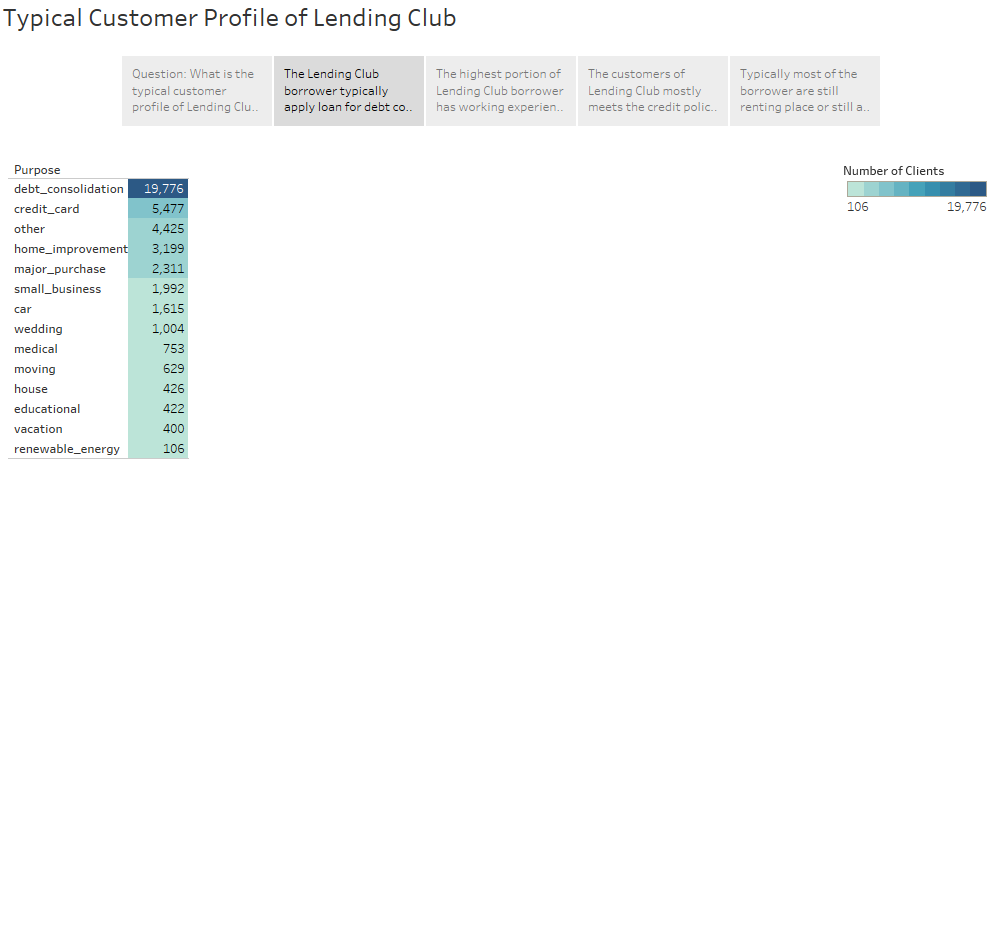 Typical Customer Profile of Lending Club
Question: What is the
typical customer
profile of Lending Clu..
The Lending Club
borrower typically
apply loan for debt co..
The highest portion of
Lending Club borrower
has working experien..
The customers of
Lending Club mostly
meets the credit polic..
Typically most of the
borrower are still
renting place or still a..
Purpose
debt_consolidation 19,776
credit_card 5,477
other 4,425
home_improvement 3,199
major_purchase 2,311
small_business 1,992
car 1,615
wedding 1,004
medical 753
moving 629
house 426
educational 422
vacation 400
renewable_energy 106
Number of Clients
106 19,776